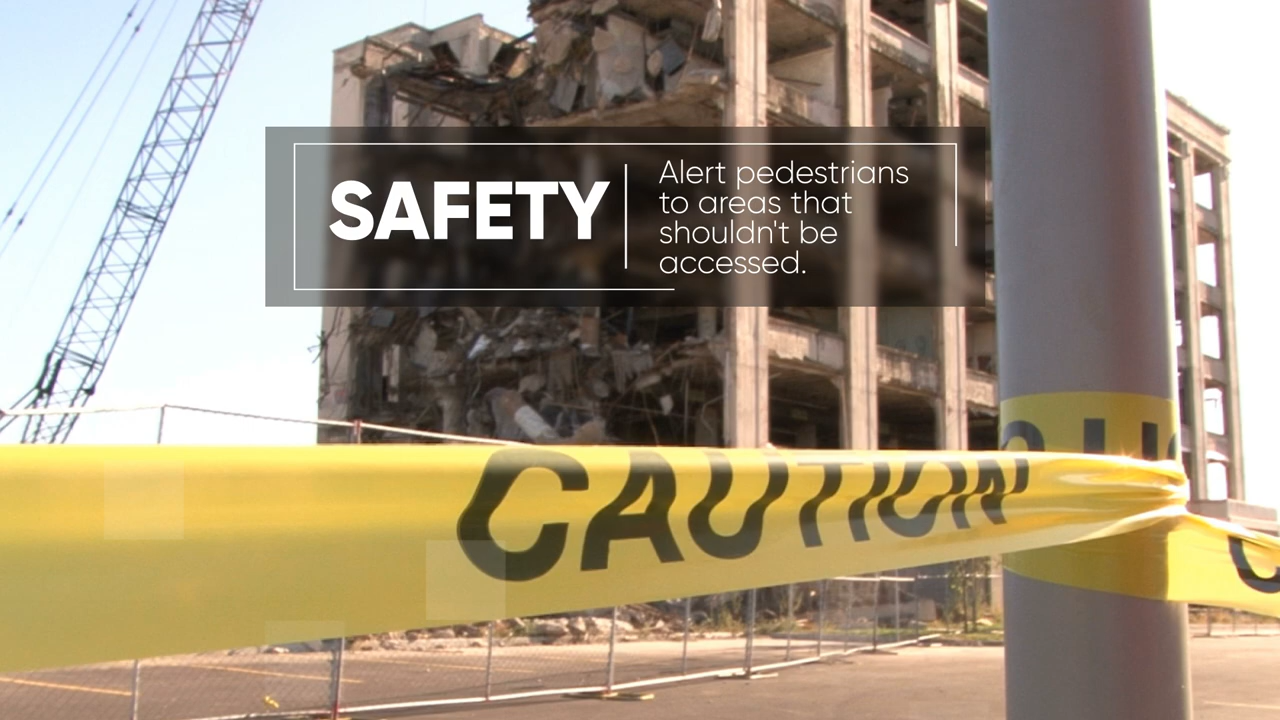 SAFETY
Alert pedestrians
to areas that
shouldn't be
accessed.
CAUTION